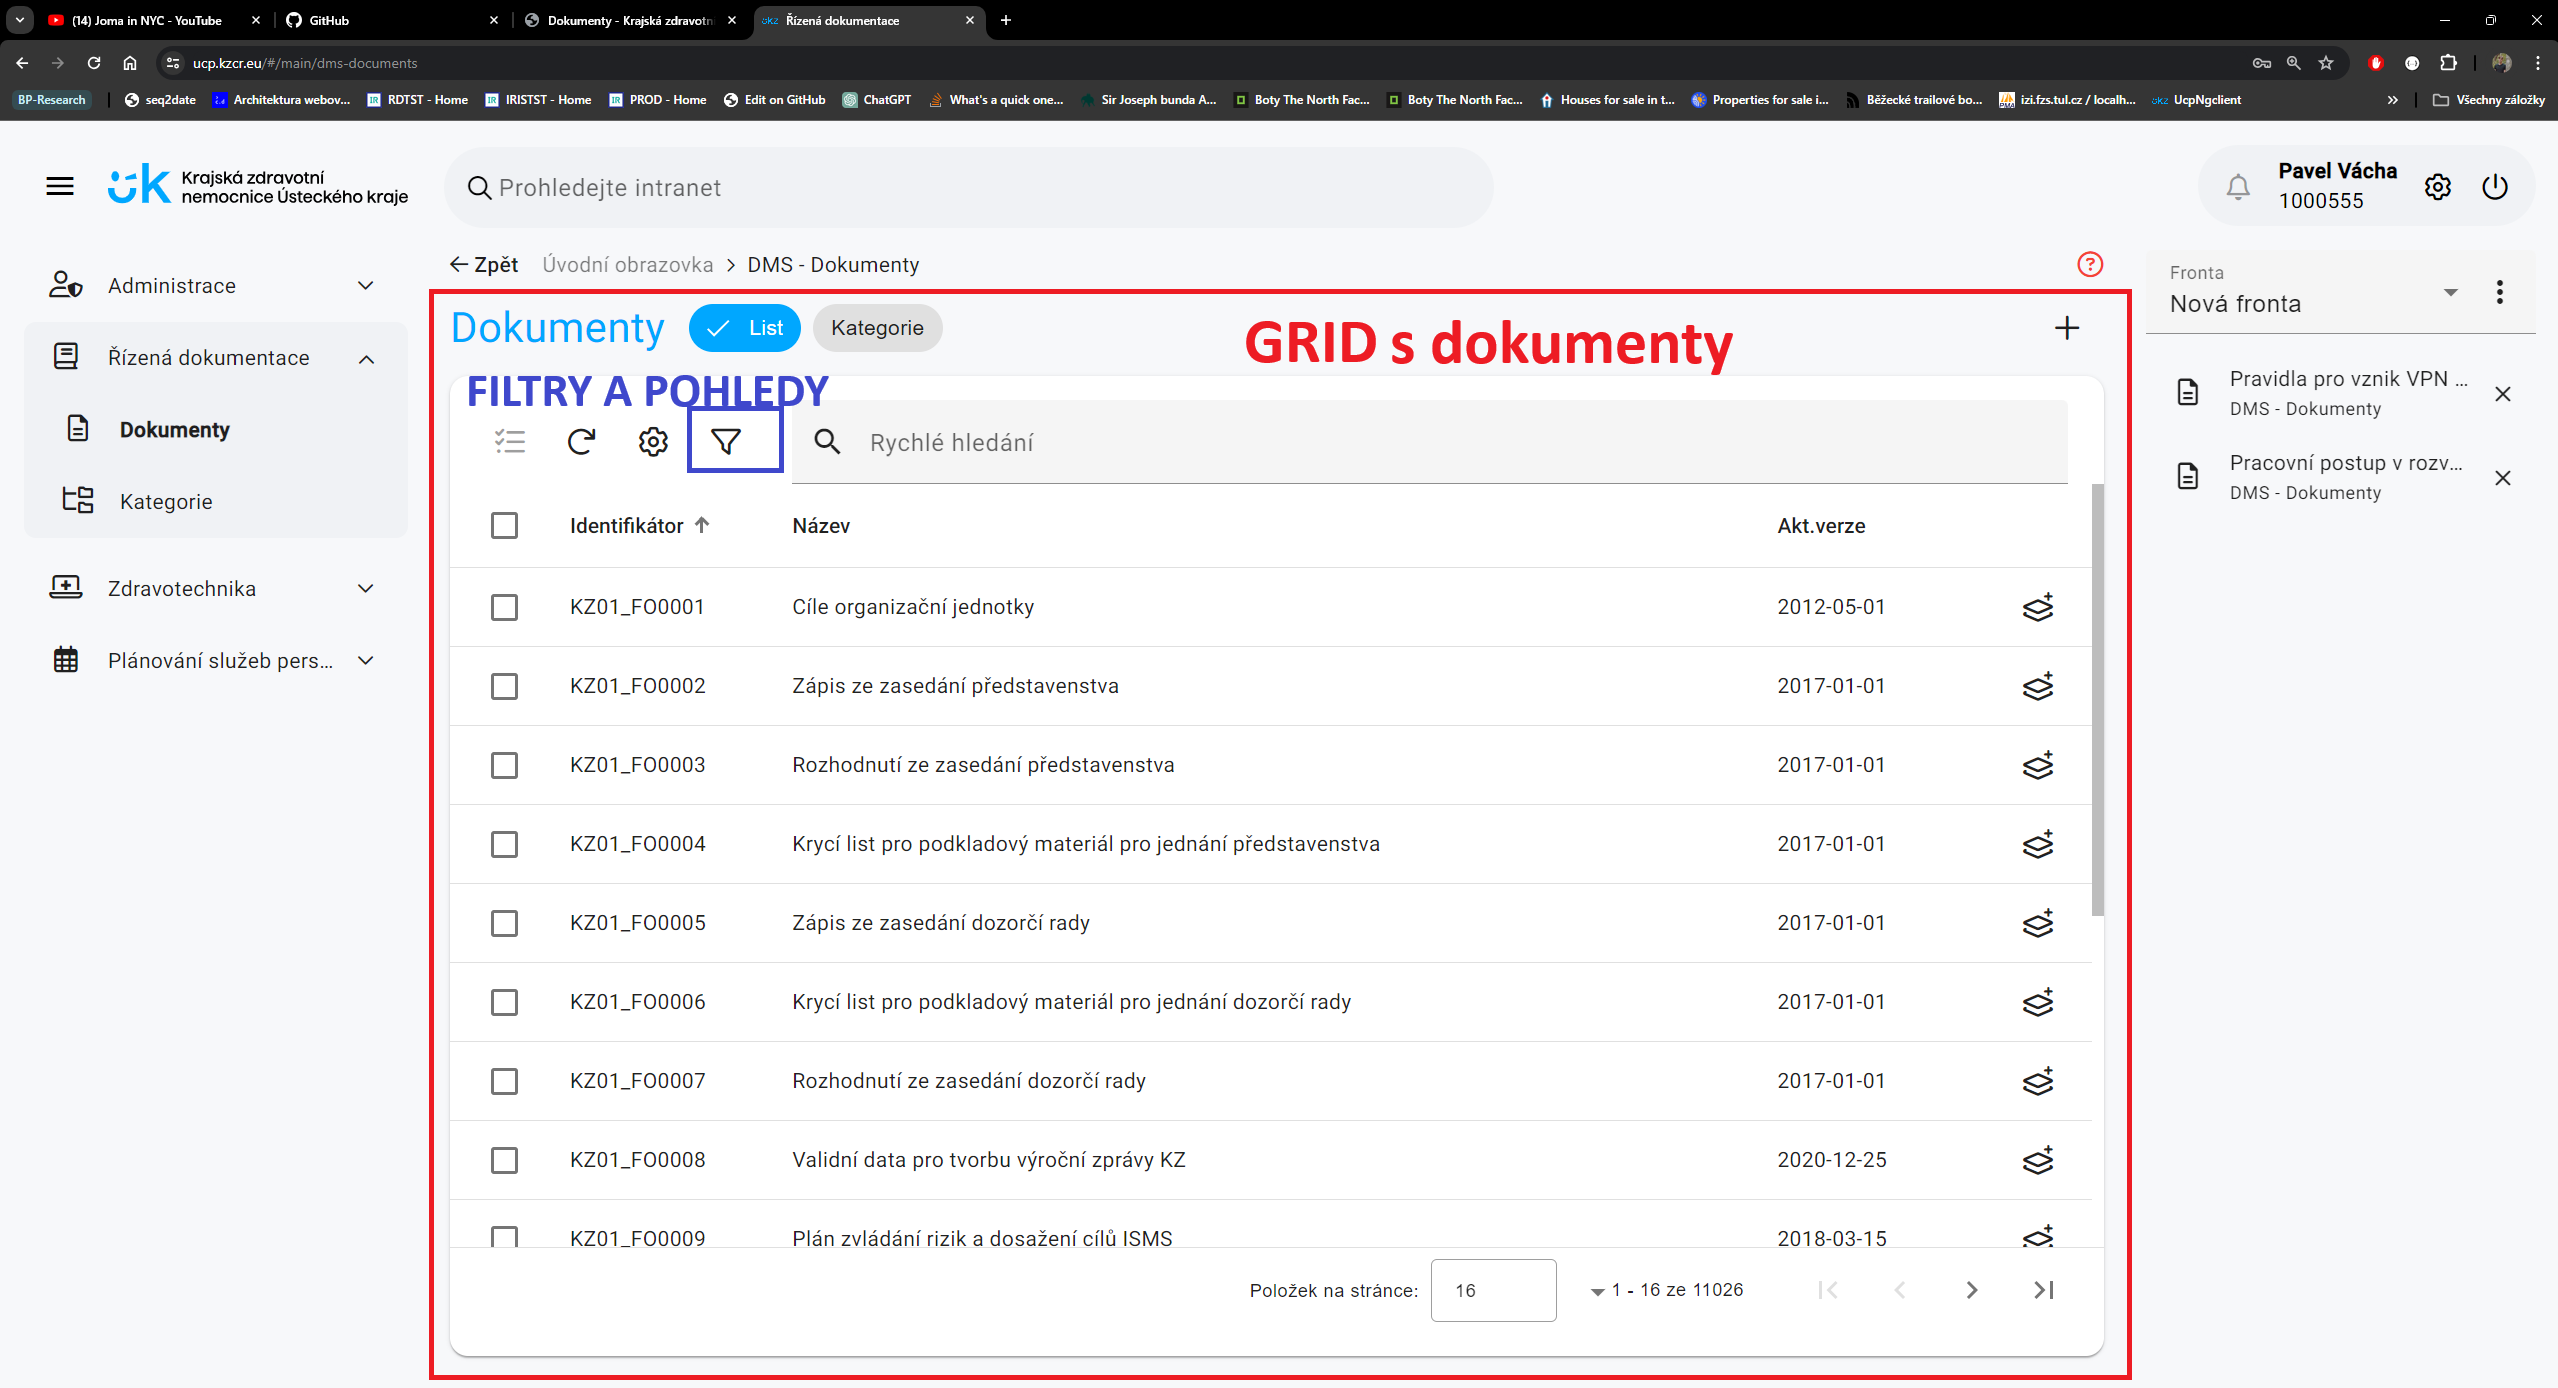 (14) Joma in NYC - YouTube
GitHub
Dokumenty - Krajská zdravotn
Řízená dokumentace
ucp.kzcr.eu/#/main/dms-documents
BP-Research
seq2date
Architektura webov...
RDTST - Home
IRISTST - Home
PROD - Home
Edit on GitHub
ChatGPT
What's a quick one...
Sir Joseph bunda A...
Boty The North Fac...
Boty The North Fac...
Houses for sale in t...
Properties for sale i...
Běžecké trailové bo...
izi.fzs.tul.cz / localh...
UcpNgclient
Všechny záložky
uk Krajská zdravotní
nemocnice Ústeckého kraje
Prohledejte intranet
Pavel Vácha
1000555
Administrace
Řízená dokumentace
Dokumenty
Kategorie
Zdravotechnika
Plánování služeb pers...
Zpět Úvodní obrazovka > DMS - Dokumenty
Dokumenty
List
Kategorie
GRID s dokumenty
FILTRY A POHLEDY
Rychlé hledání
Identifikátor Název Akt.verze
KZ01_FO0001 Cíle organizační jednotky 2012-05-01
KZ01_FO0002 Zápis ze zasedání představenstva 2017-01-01
KZ01_FO0003 Rozhodnutí ze zasedání představenstva 2017-01-01
KZ01_FO0004 Krycí list pro podkladový materiál pro jednání představenstva 2017-01-01
KZ01_FO0005 Zápis ze zasedání dozorčí rady 2017-01-01
KZ01_FO0006 Krycí list pro podkladový materiál pro jednání dozorčí rady 2017-01-01
KZ01_FO0007 Rozhodnutí ze zasedání dozorčí rady 2017-01-01
KZ01_FO0008 Validní data pro tvorbu výroční zprávy KZ 2020-12-25
KZ01_FO0009 Plán zvládání rizik a dosažení cílů ISMS 2018-03-15
Položek na stránce: 16 1 - 16 ze 11026
Fronta
Nová fronta
Pravidla pro vznik VPN ...
DMS - Dokumenty
Pracovní postup v rozv...
DMS - Dokumenty